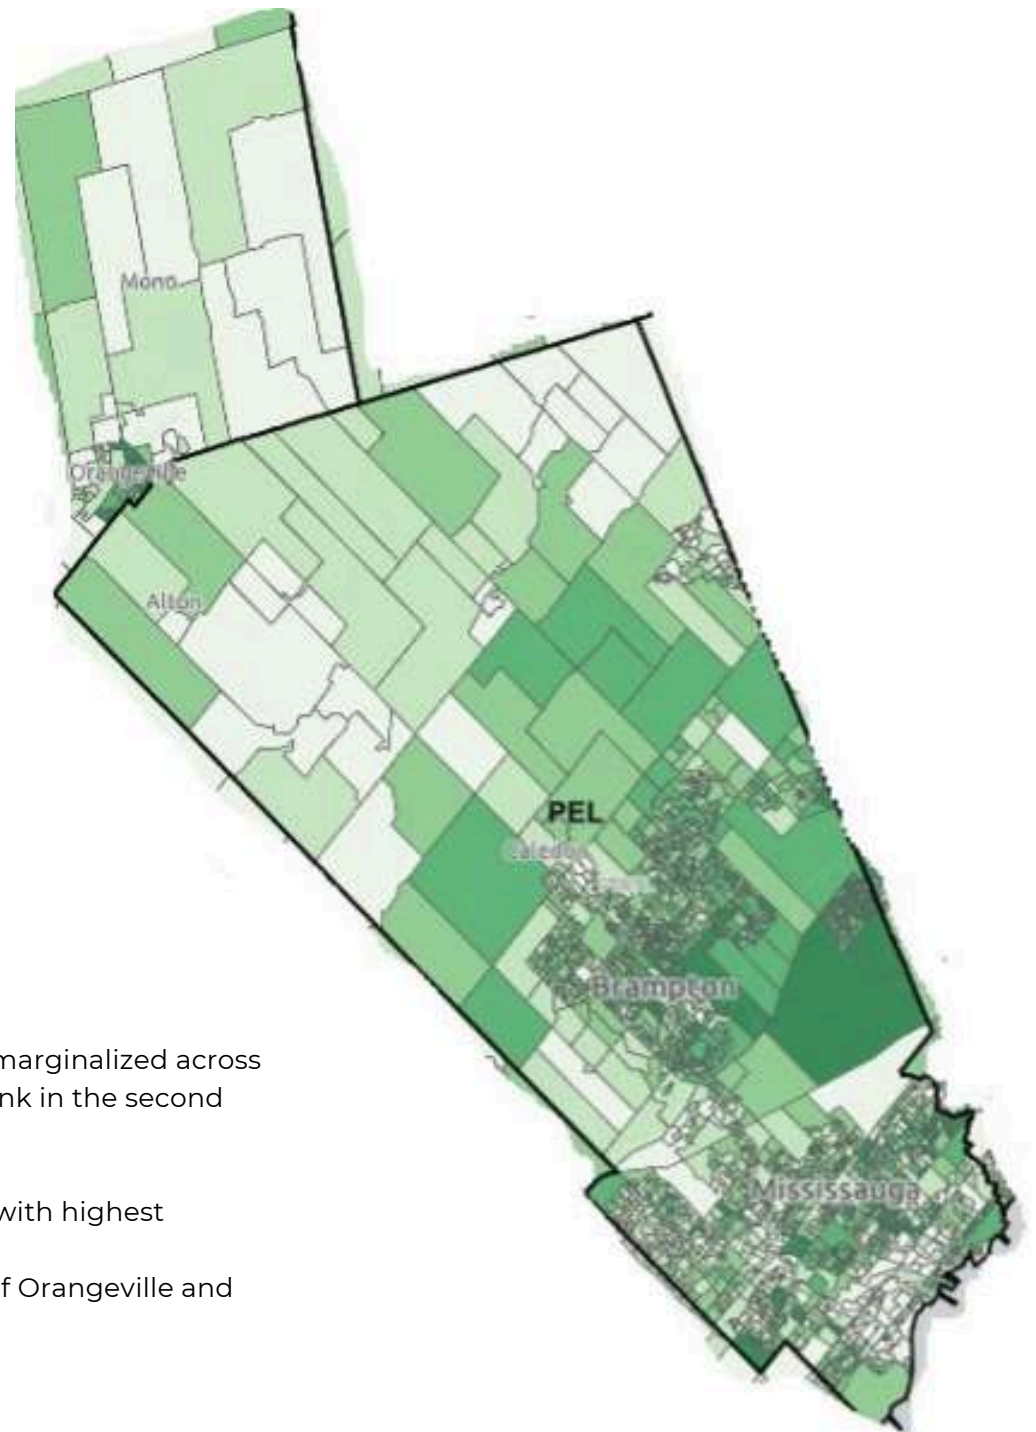 Mono
Orangeville
Alton
PEL
Caledon
Brampton
marginalized across
nk in the second
Mississauga
with highest
f Orangeville and